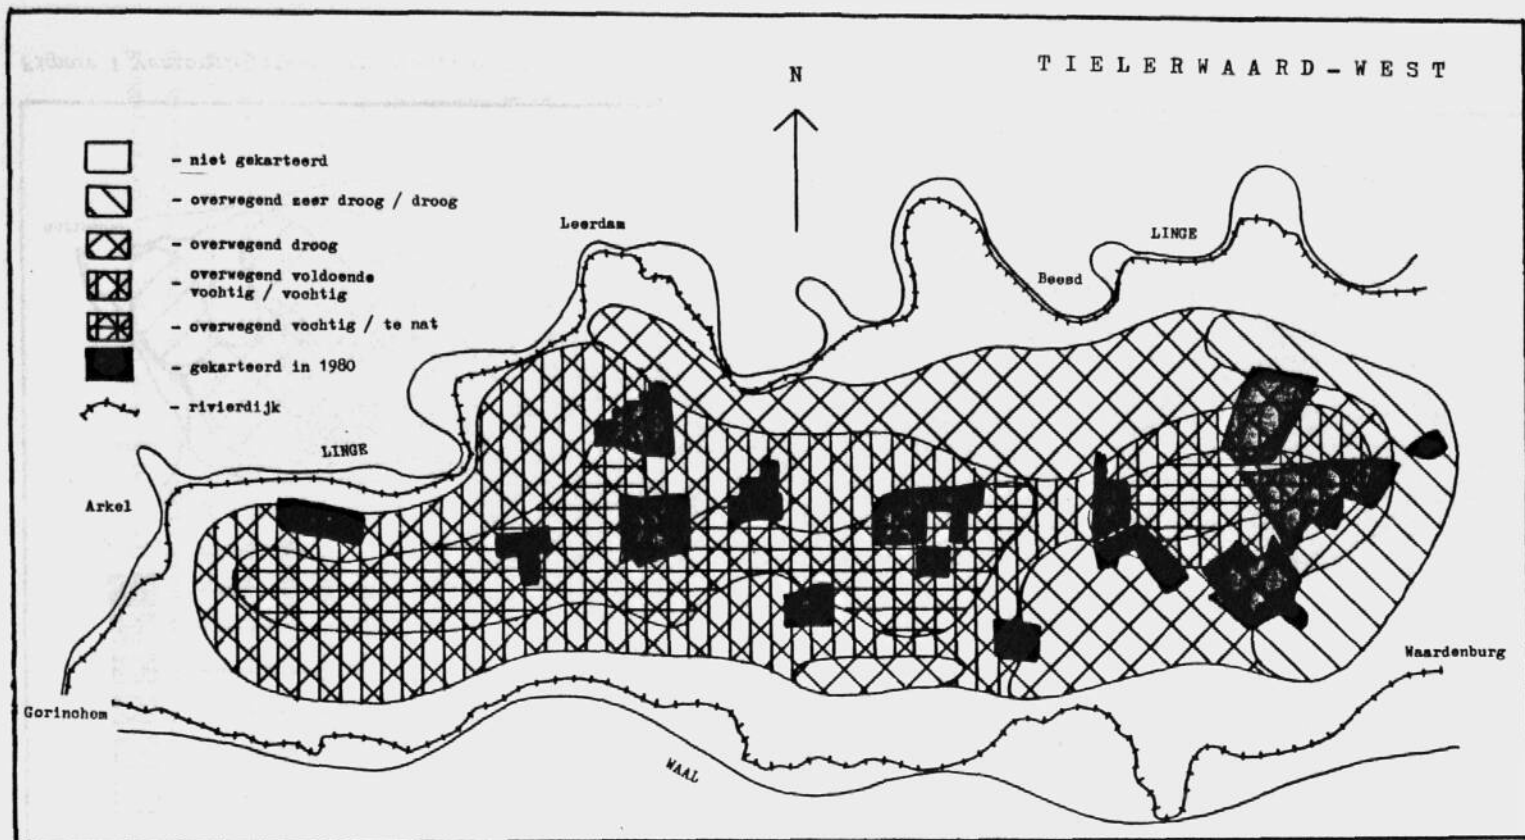 TIELERWAARD-WEST
N
- niet gekarteerd
- overwegend zeer droog / droog
- overwegend droog
- overwegend voldoende
vochtig / vochtig
- overwegend vochtig / te nat
- gekarteerd in 1980
- rivierdijk
Leerdam
LINGE
Beesd
LINGE
Arkel
Waardenburg
Gorinchem
WAAL